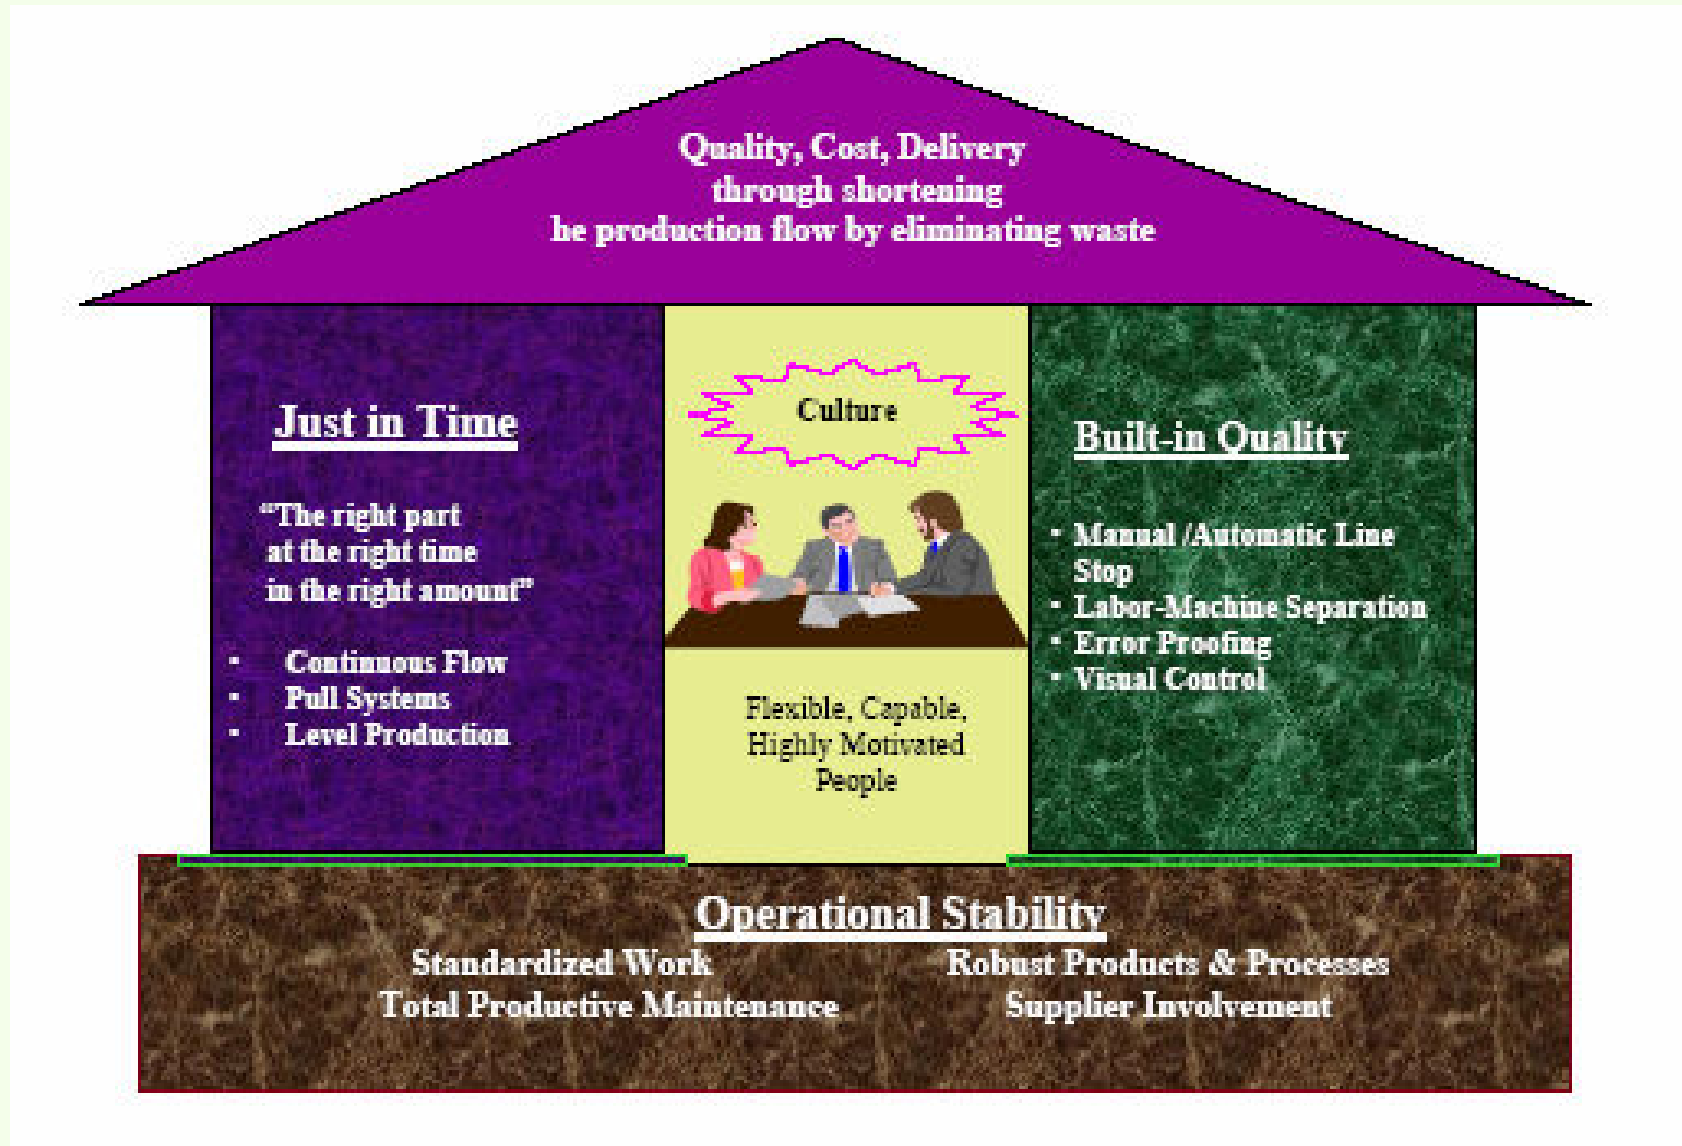 Quality, Cost, Delivery
through shortening
he production flow by eliminating waste
Just in Time
“The right part
at the right time
in the right amount”
▪ Continuous Flow
▪ Pull Systems
▪ Level Production
Culture
Flexible, Capable,
Highly Motivated
People
Built-in Quality
▪ Manual /Automatic Line
Stop
▪ Labor-Machine Separation
▪ Error Proofing
▪ Visual Control
Operational Stability
Standardized Work
Total Productive Maintenance
Robust Products & Processes
Supplier Involvement